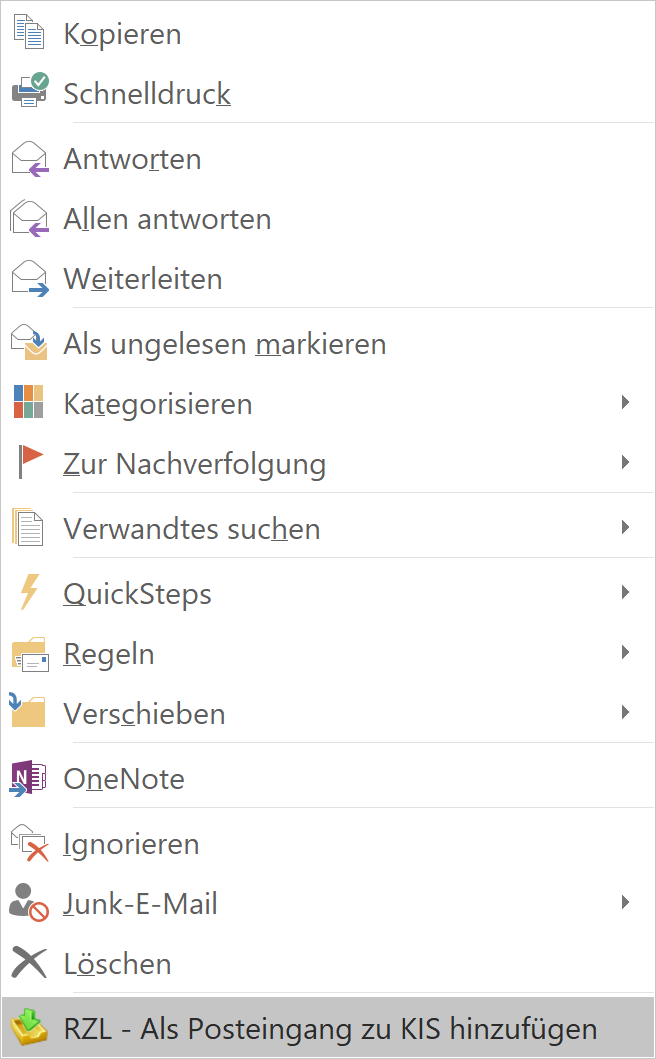 Kopieren
Schnelldruck
Antworten
Allen antworten
Weiterleiten
Als ungelesen markieren
Kategorisieren
Zur Nachverfolgung
Verwandtes suchen
QuickSteps
Regeln
Verschieben
N
OneNote
Ignorieren
Junk-E-Mail
Löschen
RZL - Als Posteingang zu KIS hinzufügen